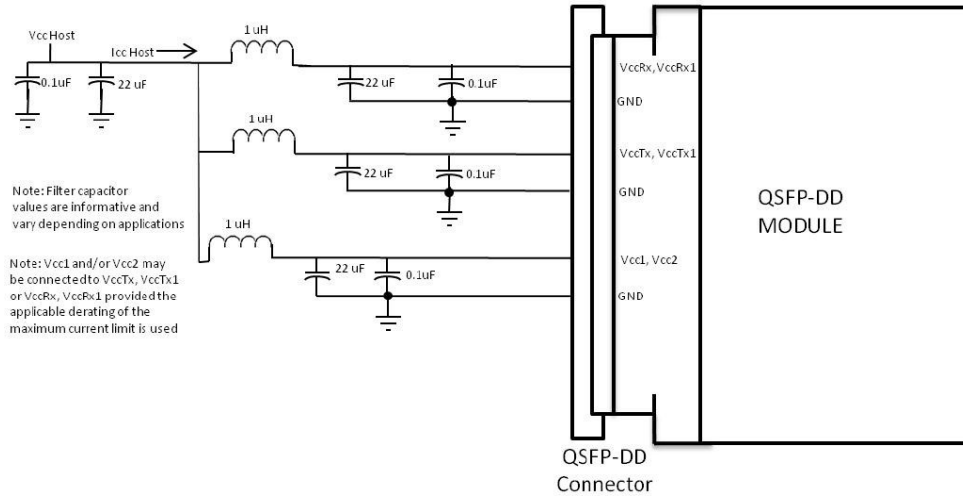 1 uH
Vcc Host
Icc Host
0.1uF
22 uF
22 uF
0.1uF
VccRx, VccRx1
GND
1 uH
22 uF
0.1uF
VccTx, VccTx1
GND
Note: Filter capacitor
values are informative and
vary depending on applications
QSFP-DD
MODULE
1 uH
22 uF
0.1uF
Vcc1, Vcc2
GND
Note: Vcc1 and/or Vcc2 may
be connected to VccTx, VccTx1
or VccRx, VccRx1 provided the
applicable derating of the
maximum current limit is used
QSFP-DD
Connector